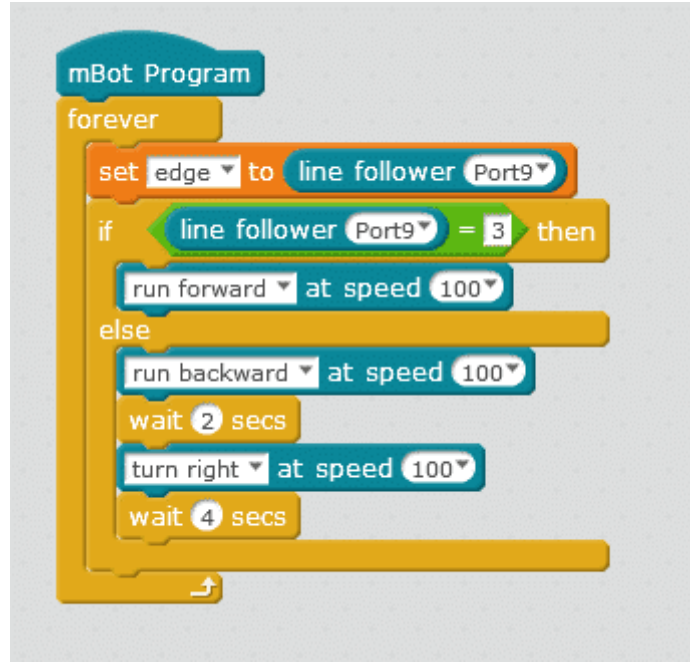 mBot Program
forever
set edge to line follower Port9
if line follower Port9 = 3 then
run forward at speed 100
else
run backward at speed 100
wait 2 secs
turn right at speed 100
wait 4 secs